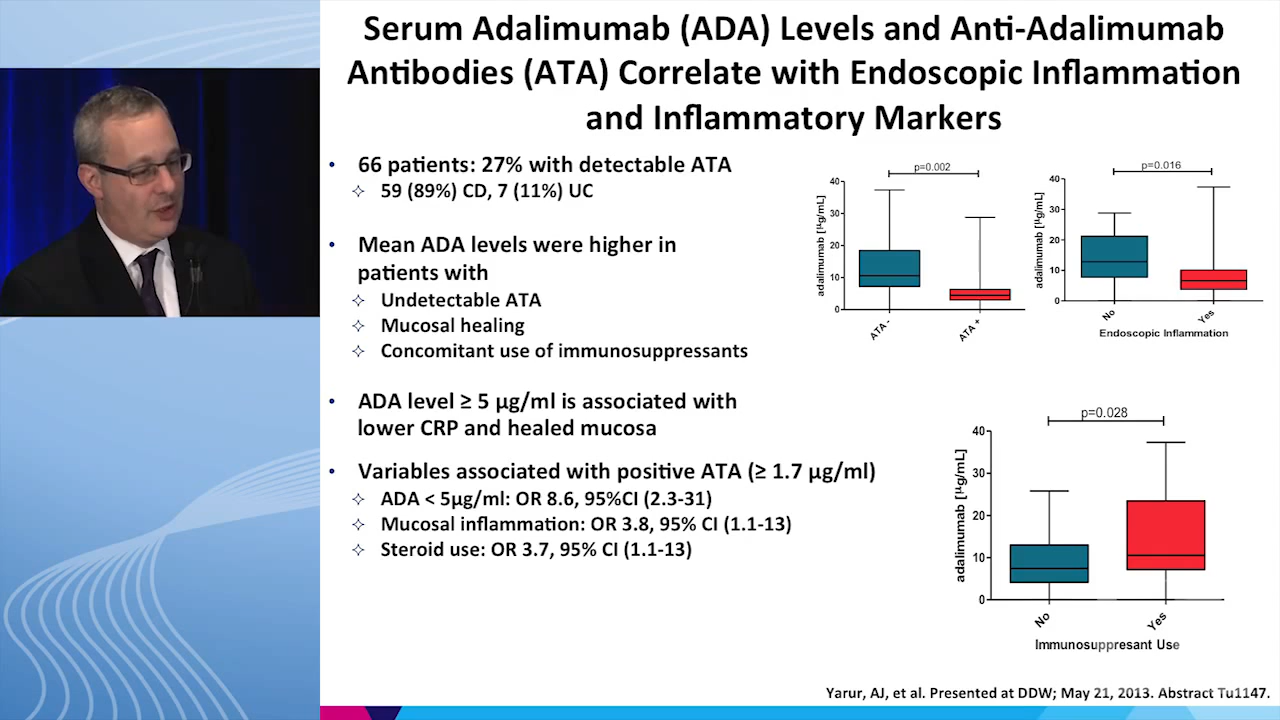 Serum Adalimumab (ADA) Levels and Anti-Adalimumab
Antibodies (ATA) Correlate with Endoscopic Inflammation
and Inflammatory Markers
• 66 patients: 27% with detectable ATA
✧ 59 (89%) CD, 7 (11%) UC
• Mean ADA levels were higher in
patients with
✧ Undetectable ATA
✧ Mucosal healing
✧ Concomitant use of immunosuppressants
• ADA level ≥ 5 μg/ml is associated with
lower CRP and healed mucosa
• Variables associated with positive ATA (≥ 1.7 μg/ml)
✧ ADA < 5μg/ml: OR 8.6, 95%CI (2.3-31)
✧ Mucosal inflammation: OR 3.8, 95% CI (1.1-13)
✧ Steroid use: OR 3.7, 95% CI (1.1-13)
p=0.002
adalimumab [μg/mL]
40
30
20
10
0
ATA -
ATA +
p=0.016
adalimumab [μg/mL]
40
30
20
10
0
No
Yes
Endoscopic Inflammation
p=0.028
adalimumab [μg/mL]
40
30
20
10
0
No
Yes
Immunosuppresant Use
Yarur, AJ, et al. Presented at DDW; May 21, 2013. Abstract Tu1147.